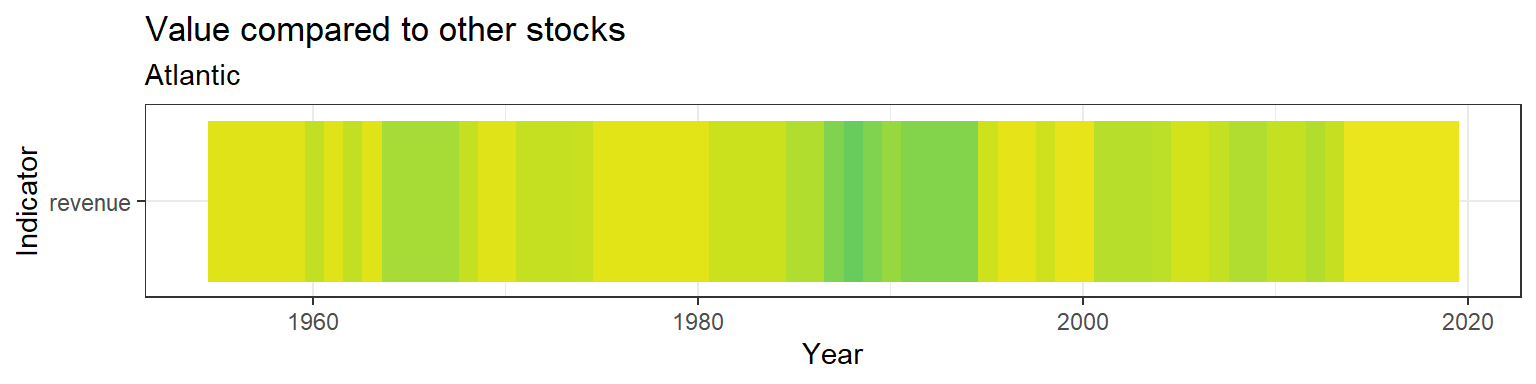 Value compared to other stocks
Atlantic
Indicator
revenue
1960 1980 2000 2020
Year